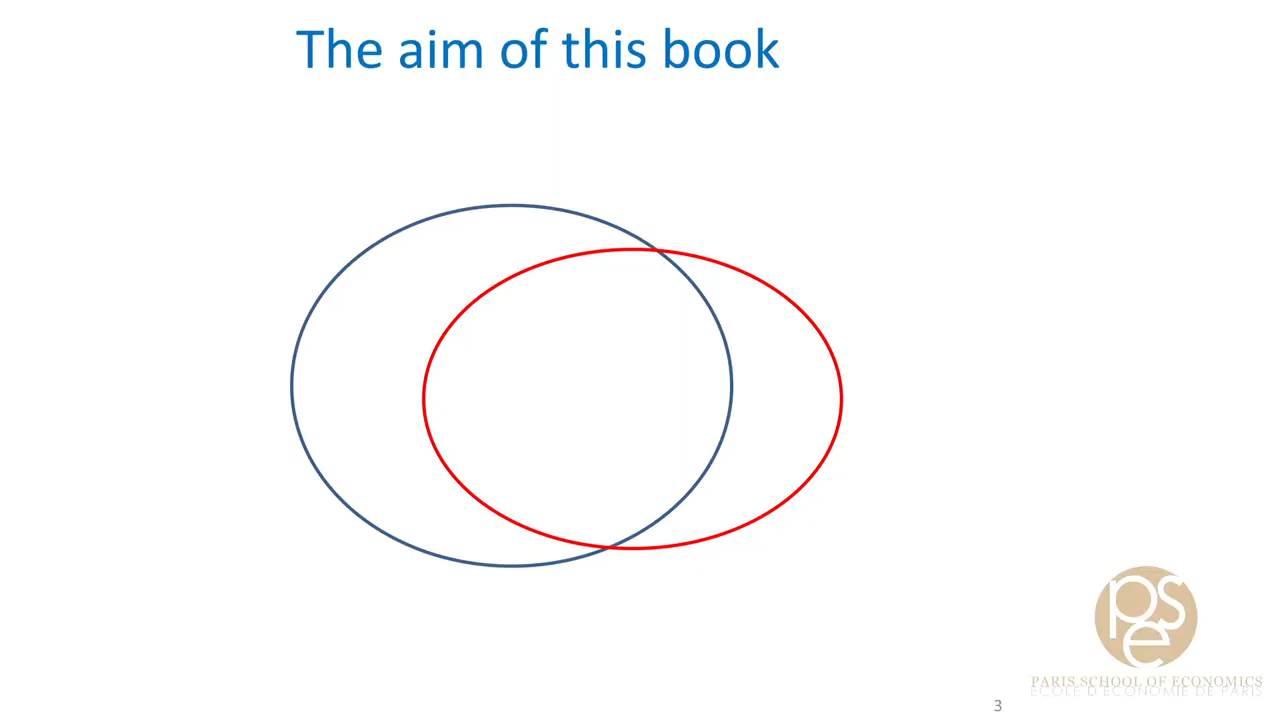 The aim of this book
pse
PARIS SCHOOL OF ECONOMICS
ECOLE D'ECONOMIE DE PARIS
3